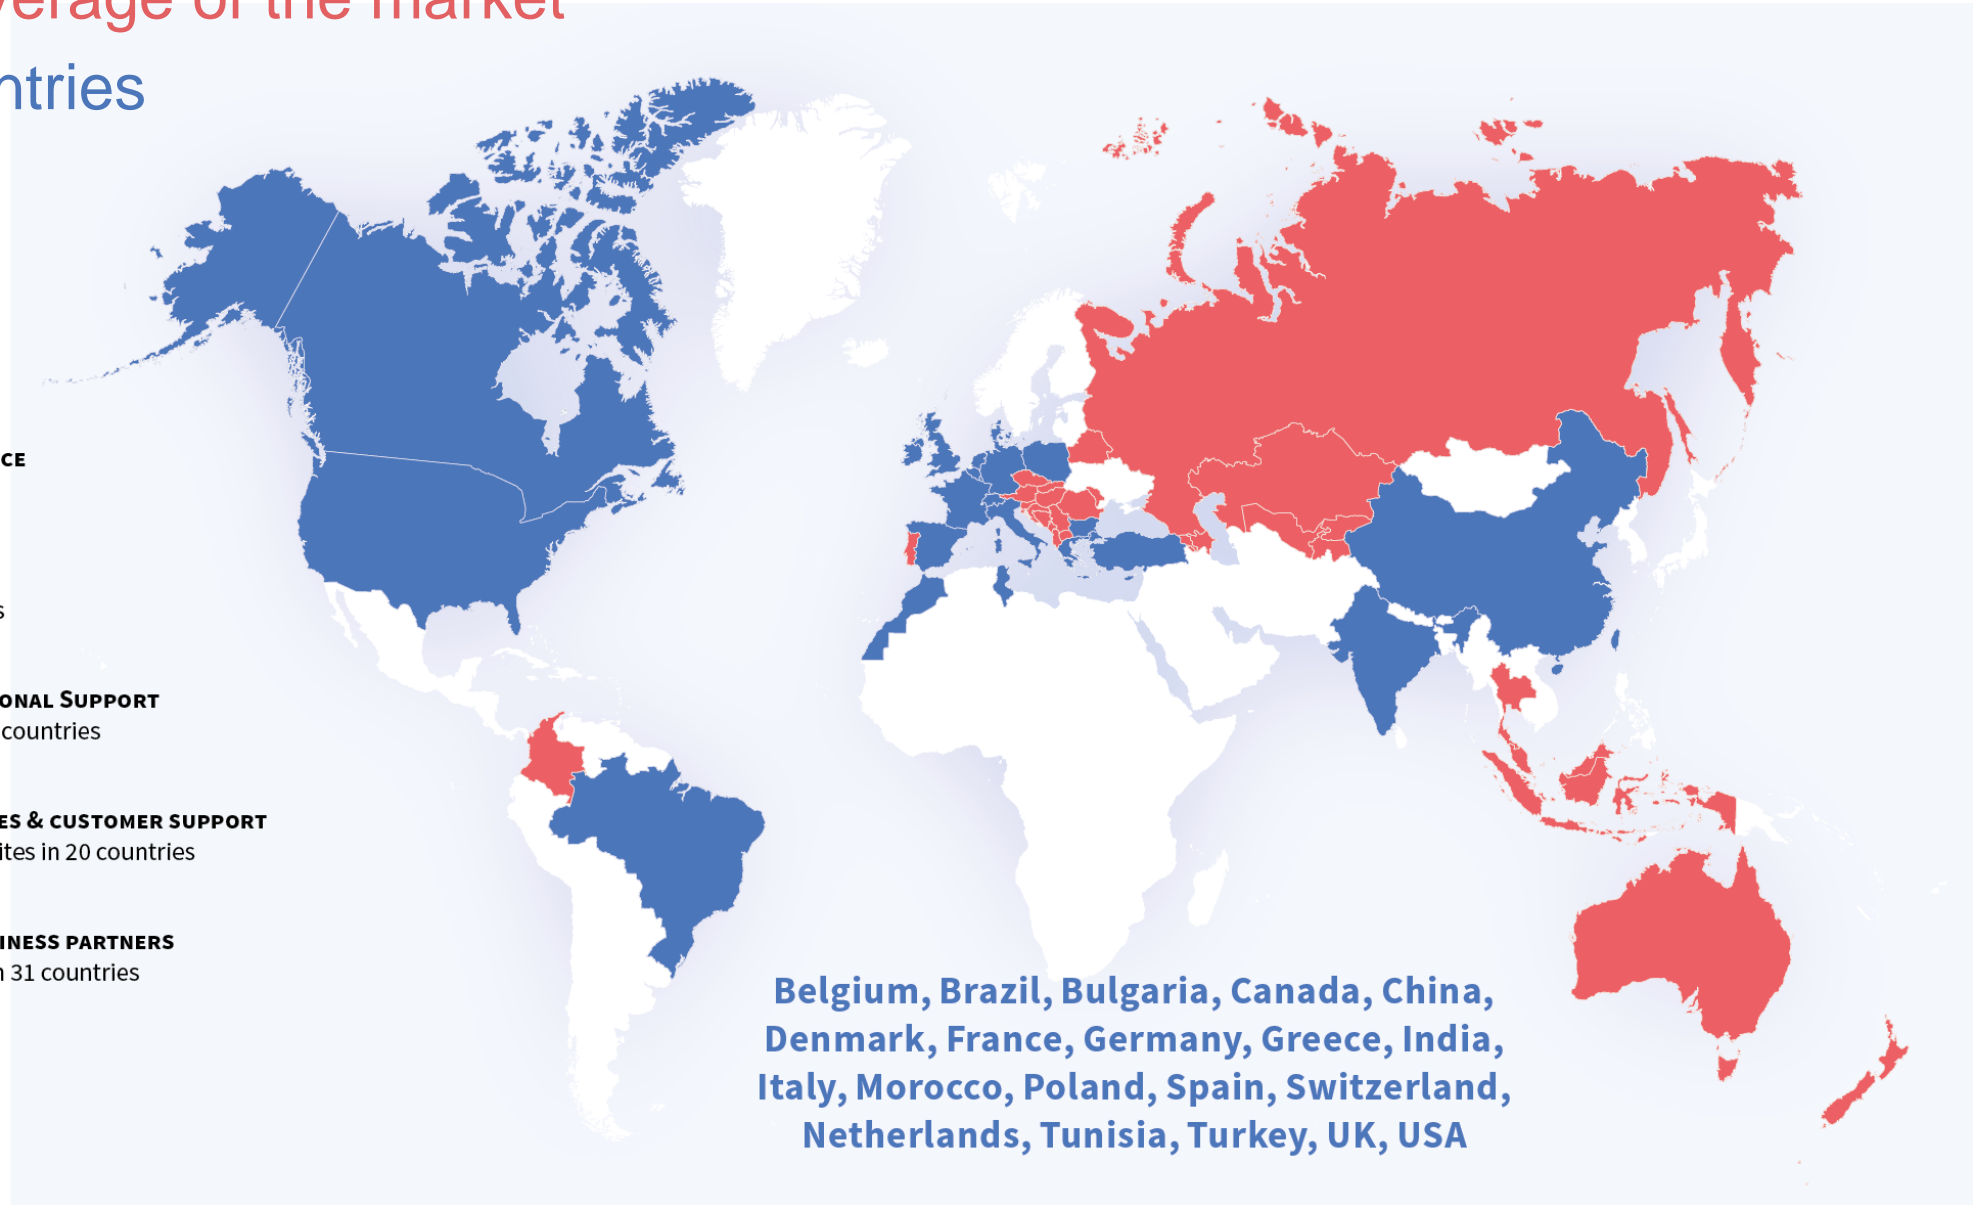 verage of the market
ntries
CE
s
ONAL SUPPORT
countries
ES & CUSTOMER SUPPORT
ites in 20 countries
INESS PARTNERS
n 31 countries
Belgium, Brazil, Bulgaria, Canada, China,
Denmark, France, Germany, Greece, India,
Italy, Morocco, Poland, Spain, Switzerland,
Netherlands, Tunisia, Turkey, UK, USA